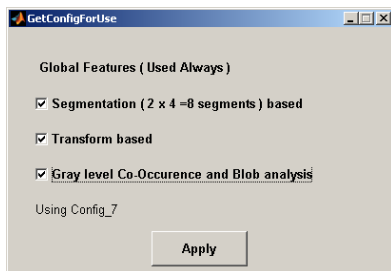 GetConfigForUse
Global Features ( Used Always )
Segmentation ( 2 x 4 =8 segments ) based
Transform based
Gray level Co-Occurence and Blob analysis
Using Config_7
Apply